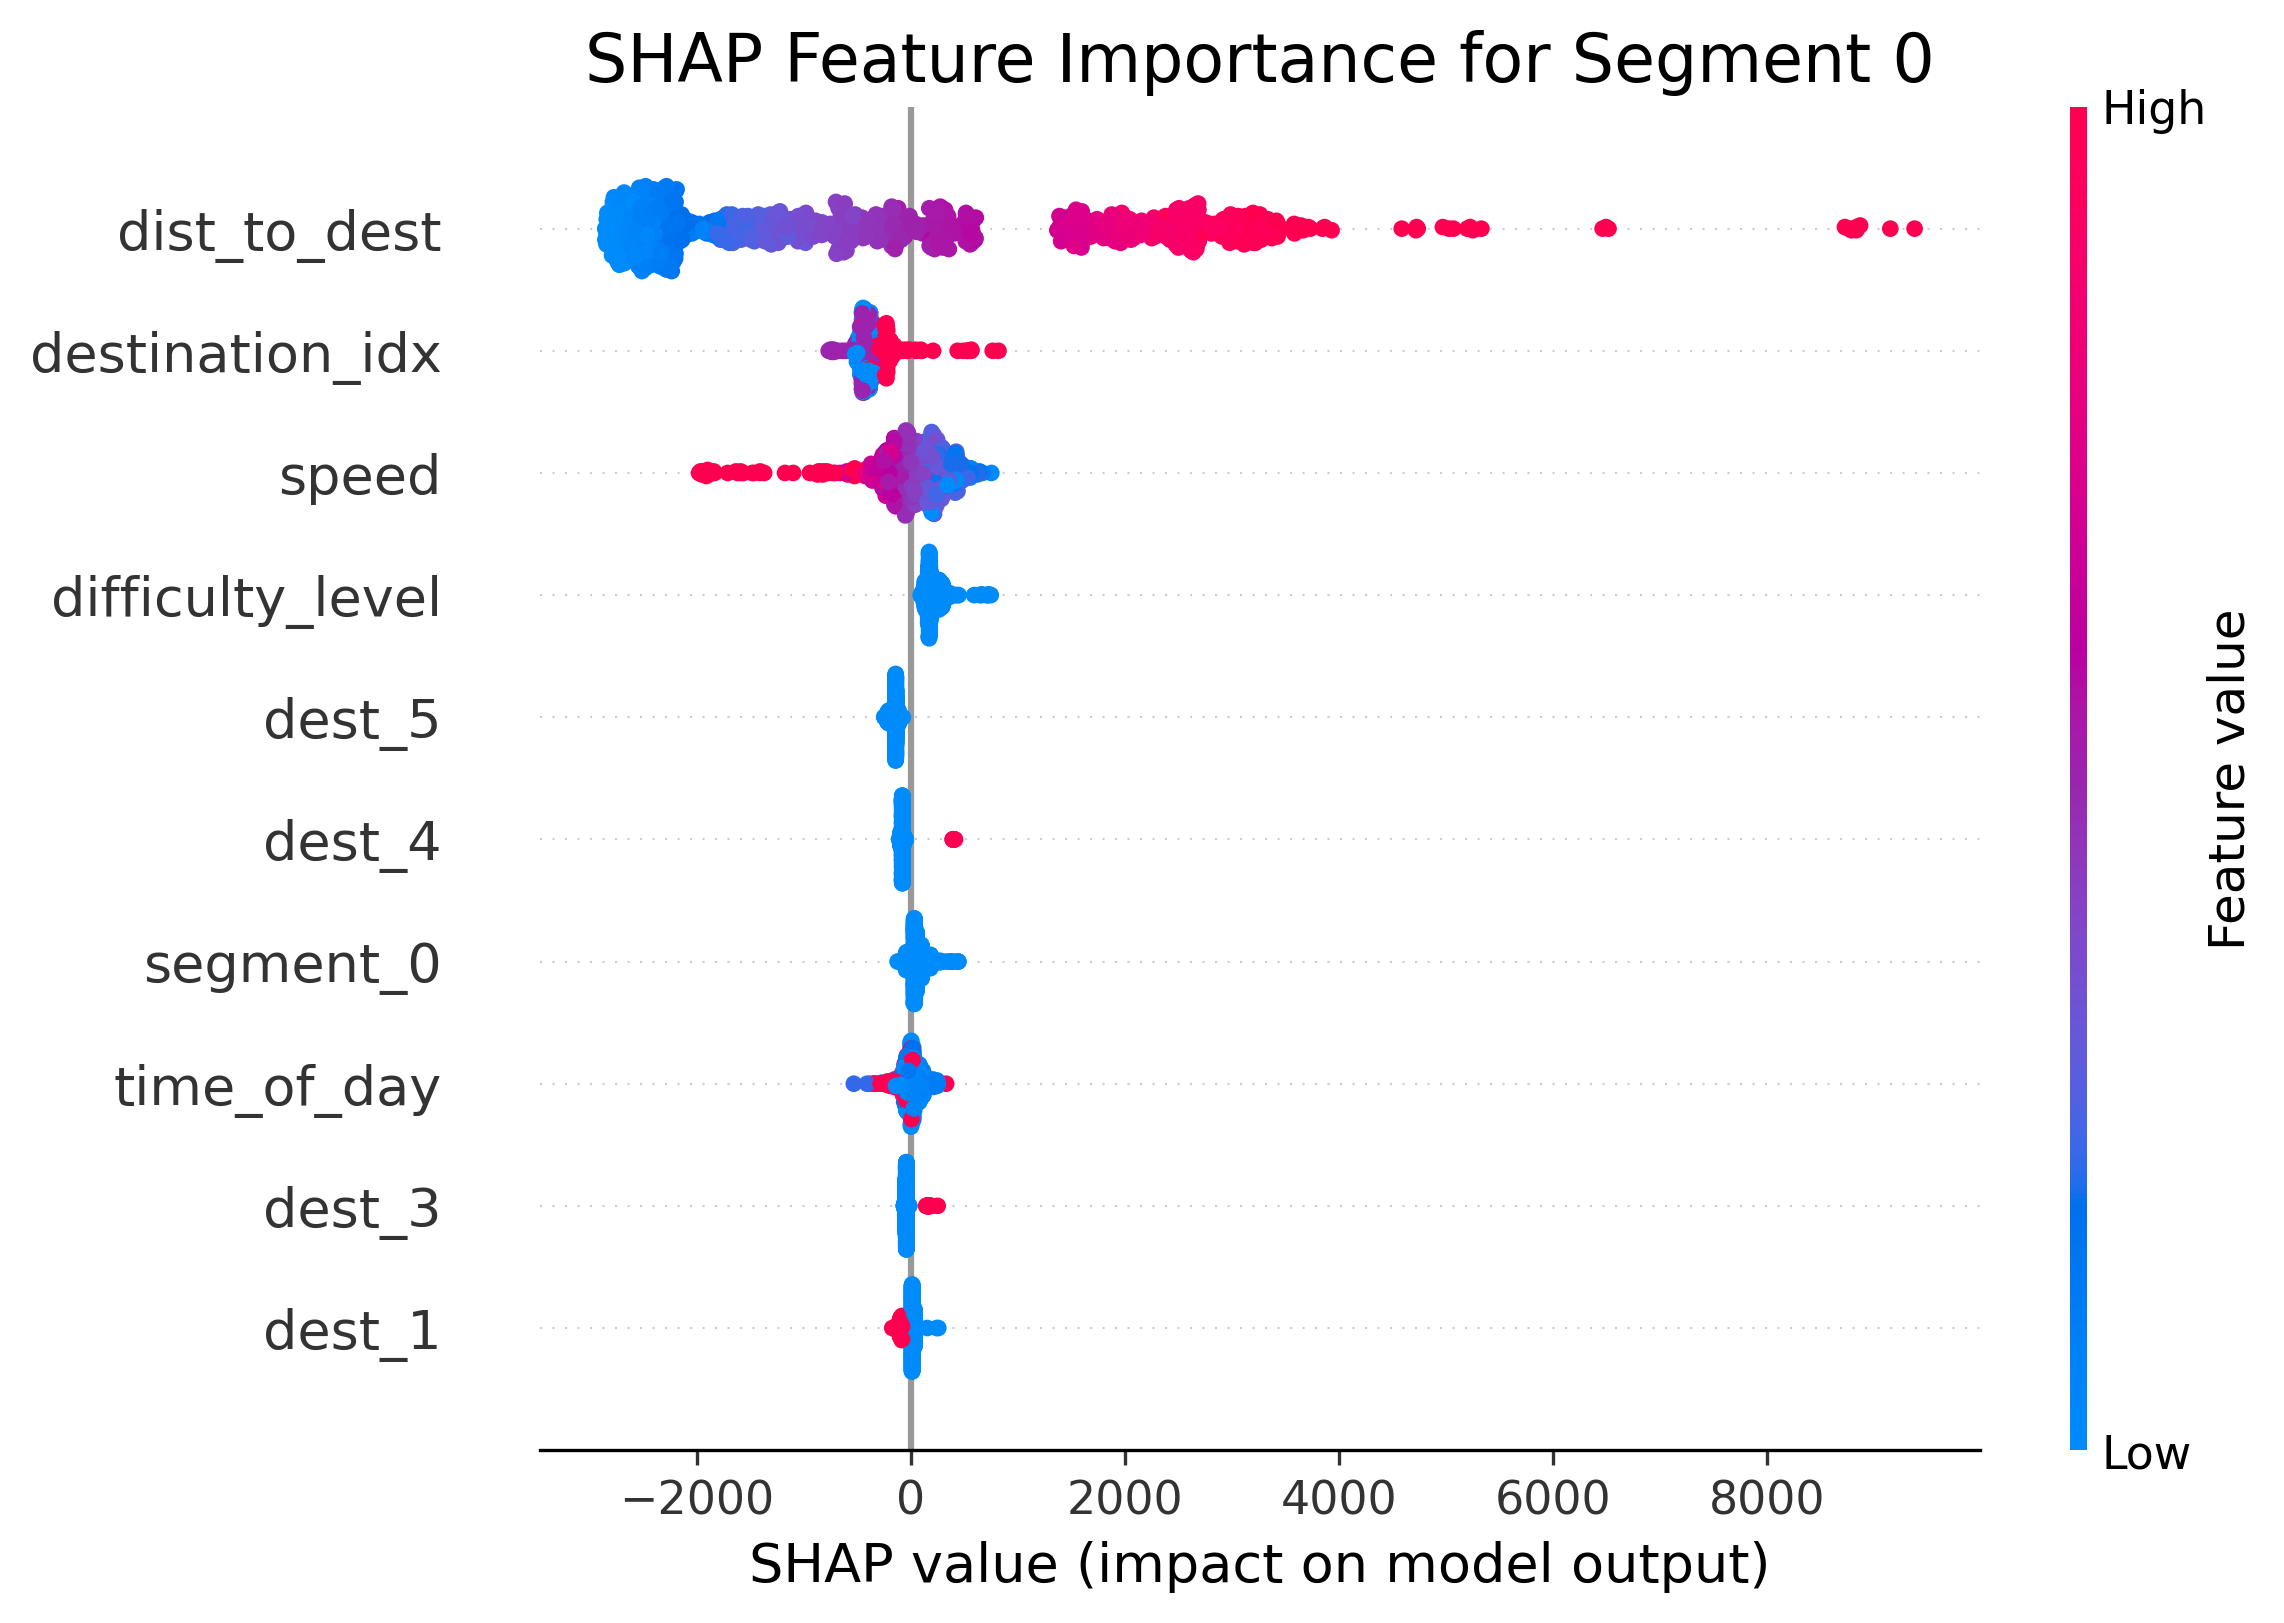 SHAP Feature Importance for Segment 0
High
dist_to_dest
destination_idx
speed
difficulty_level
dest_5
dest_4
segment_0
time_of_day
dest_3
dest_1
Feature value
Low
−2000 0 2000 4000 6000 8000
SHAP value (impact on model output)